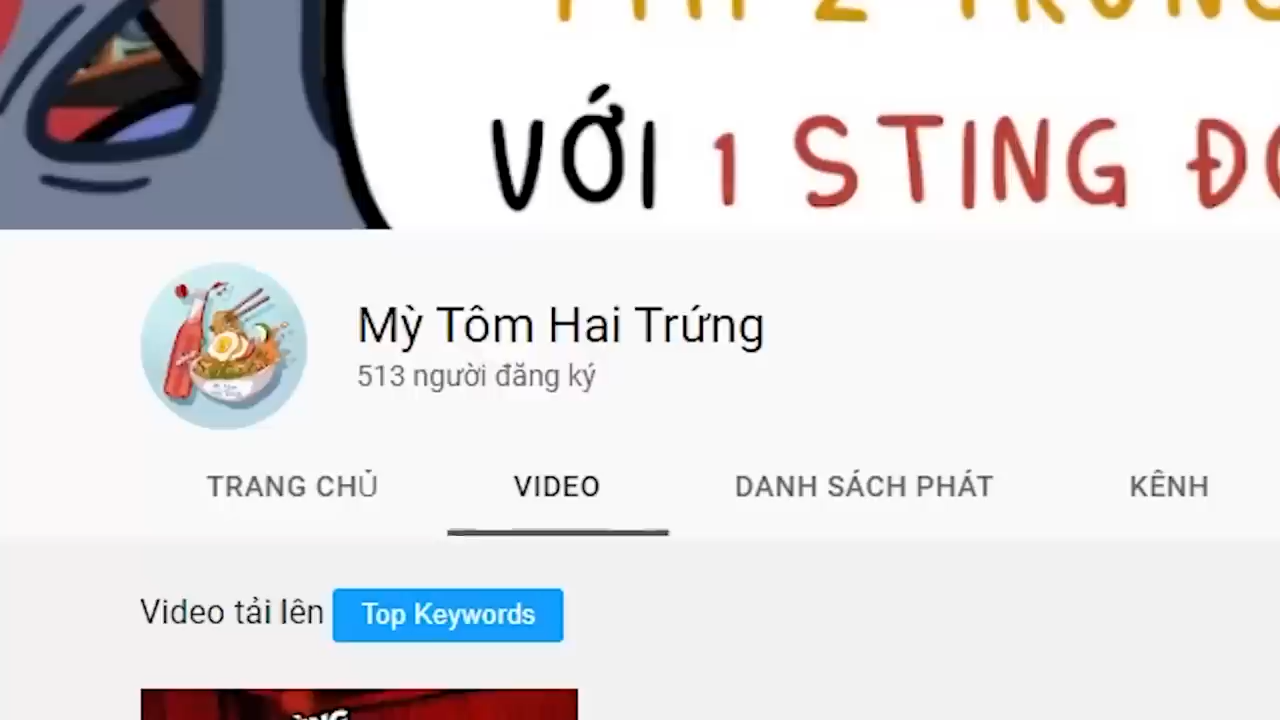 VỚI 1 STING
Mỳ Tôm Hai Trứng
513 người đăng ký
TRANG CHỦ VIDEO DANH SÁCH PHÁT KÊNH
Video tải lên Top Keywords